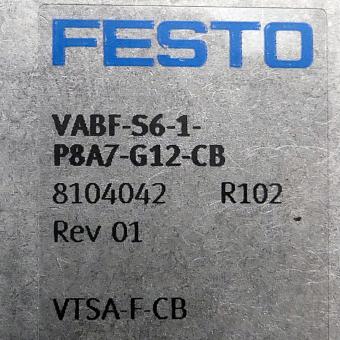 FESTO
VABF-S6-1-
P8A7-G12-CB
8104042 R102
Rev 01
VTSA-F-CB